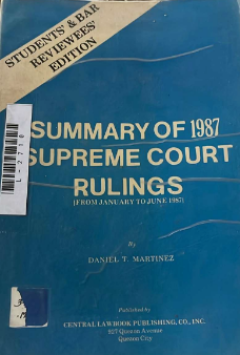 STUDENTS' & BAR
REVIEWEES'
EDITION
SUMMARY OF 1987
SUPREME COURT
RULINGS
(FROM JANUARY TO JUNE 1987)
By
DANIEL T. MARTINEZ
Published by
CENTRAL LAWBOOK PUBLISHING, CO., INC.
927 Quezon Avenue
Quezon City
L-2718